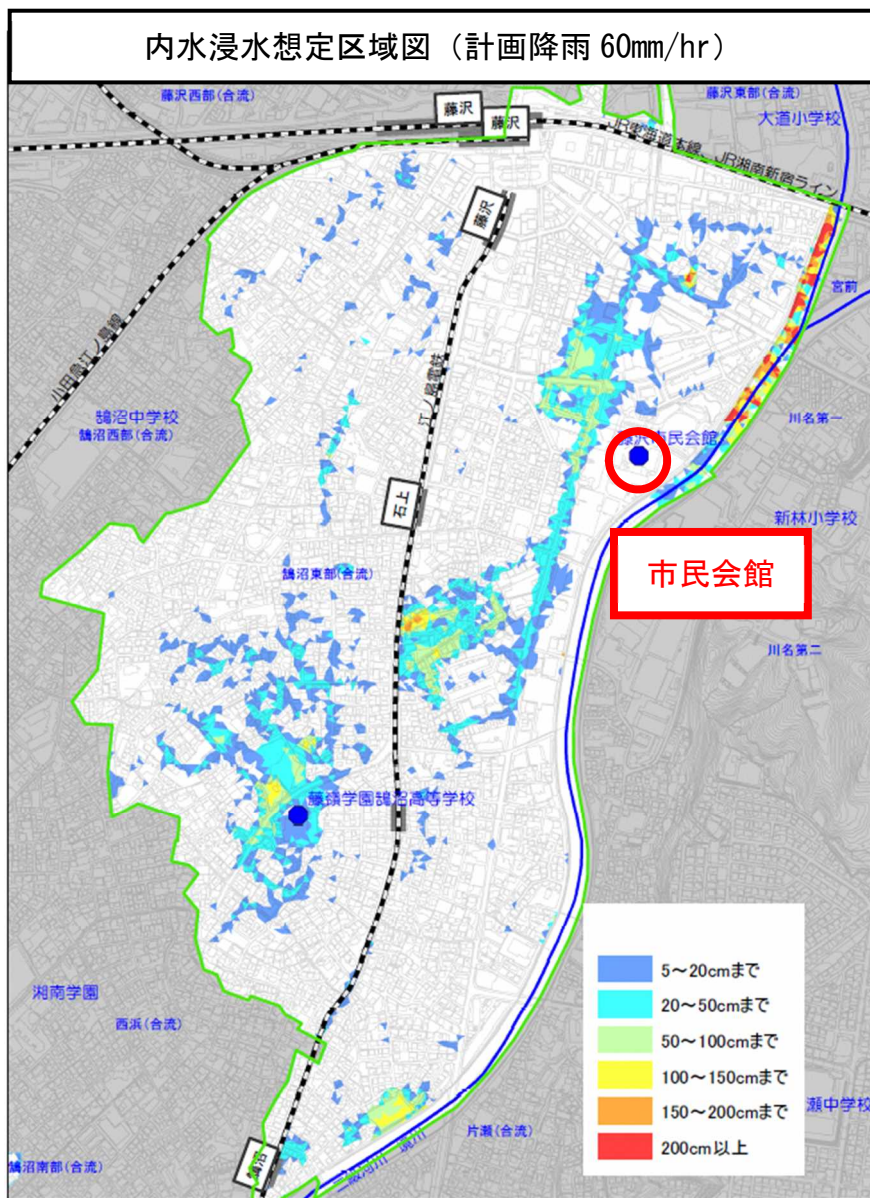 内水浸水想定区域図（計画降雨 60mm/hr）
藤沢西部(合流)
藤沢東部(合流)
藤沢
藤沢
大道小学校
JR東海道本線、JR湘南新宿ライン
藤沢
宮前
小田急江ノ島線
江ノ島電鉄
鵠沼中学校
鵠沼西部(合流)
川名第一
藤沢市民会館
石上
新林小学校
市民会館
鵠沼東部(合流)
川名第二
藤嶺学園鵠沼高等学校
5～20cmまで
20～50cmまで
50～100cmまで
100～150cmまで
150～200cmまで
200cm以上
湘南学園
西浜(合流)
瀬中学校
片瀬(合流)
鵠沼
鵠沼南部(合流)